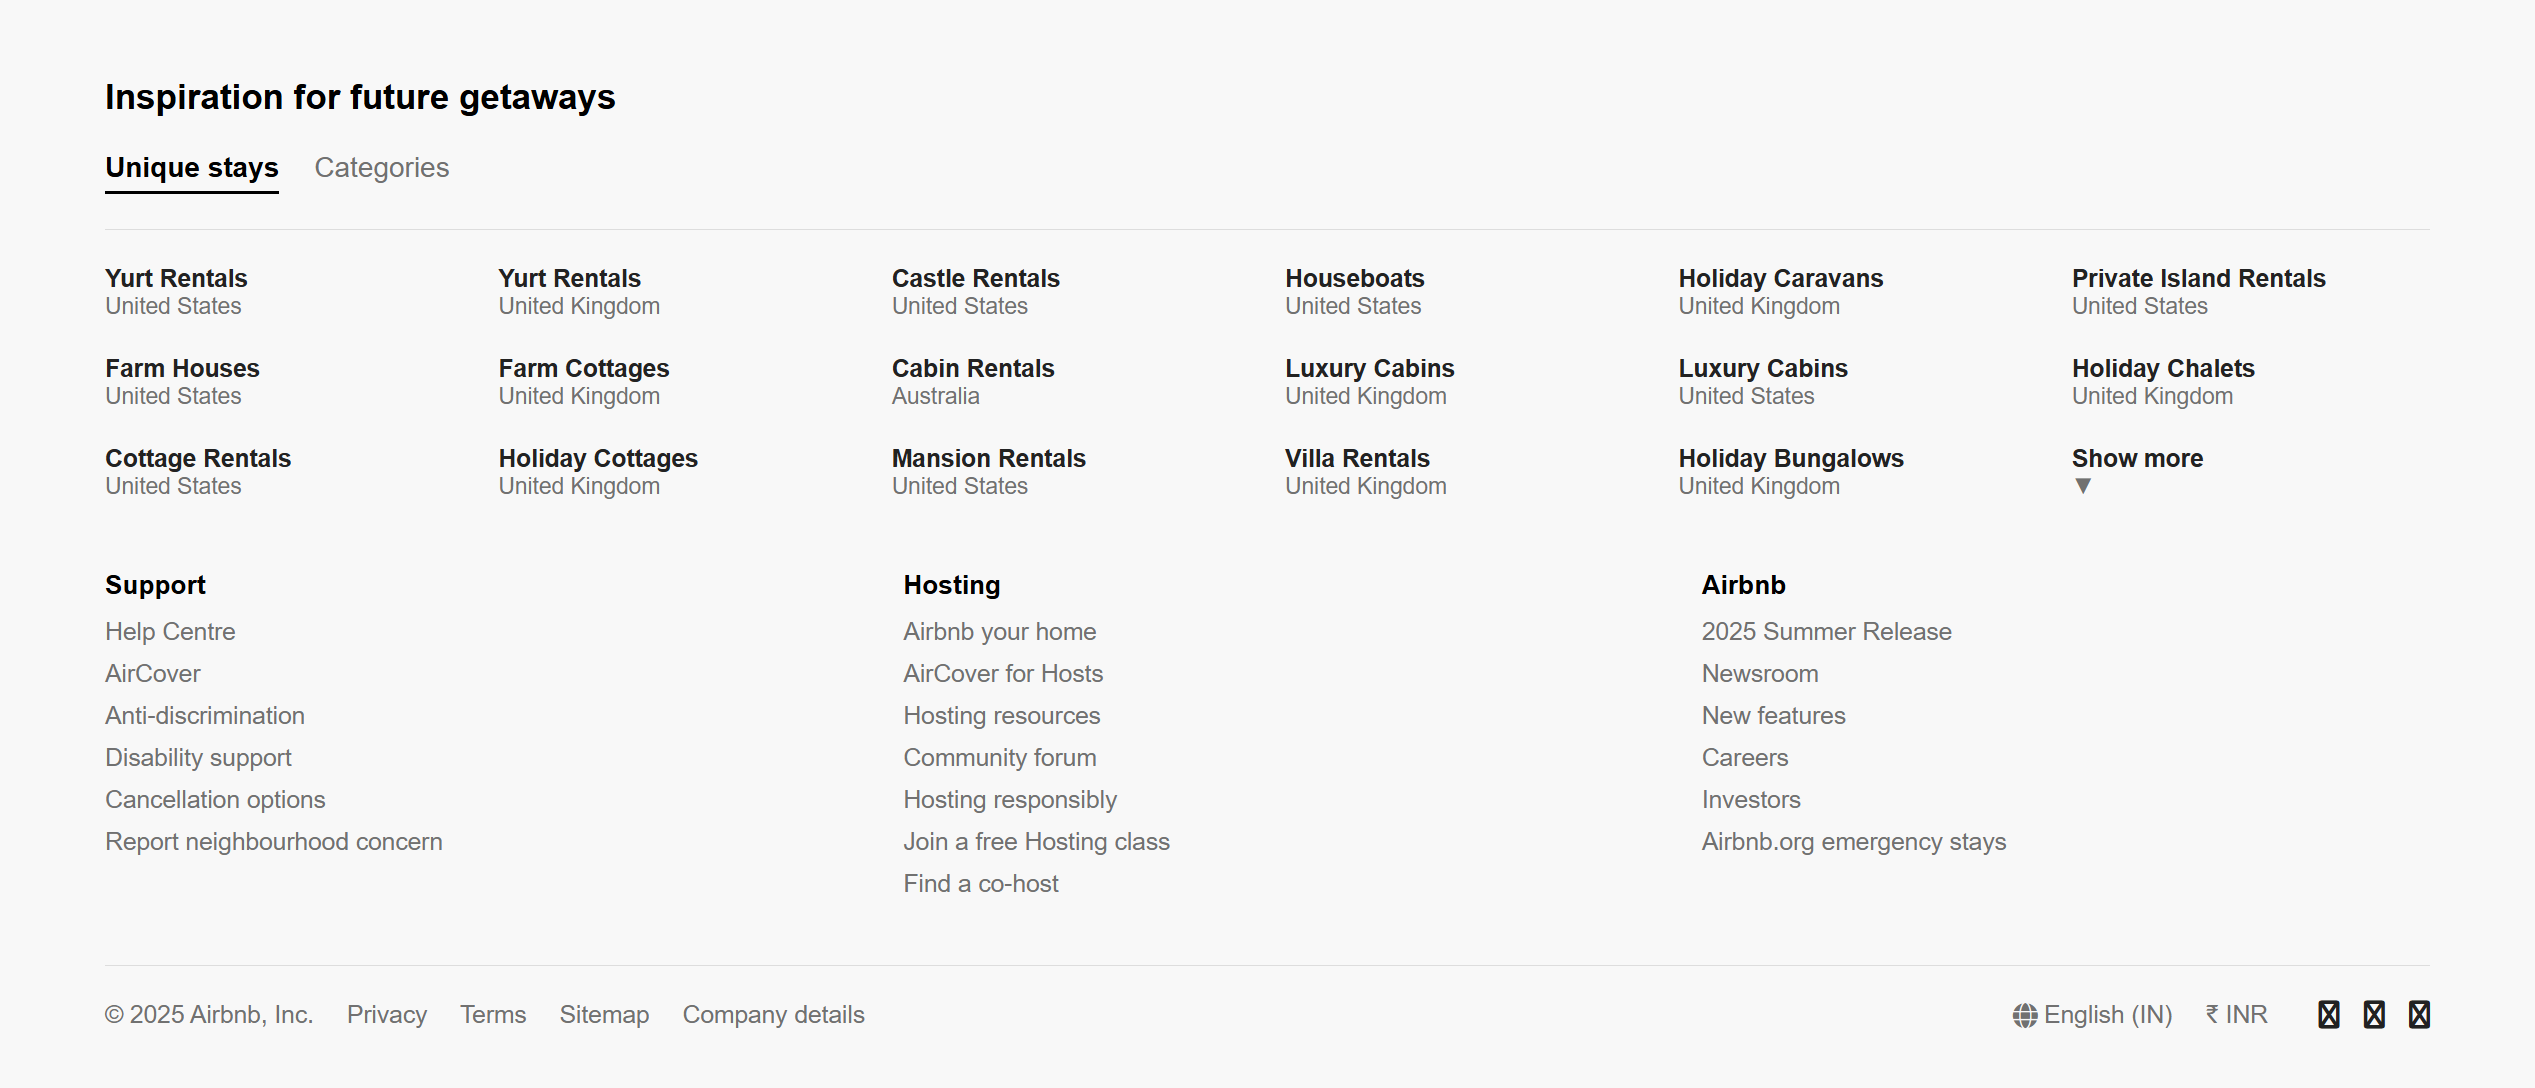 Inspiration for future getaways
Unique stays Categories
Yurt Rentals Yurt Rentals Castle Rentals Houseboats Holiday Caravans Private Island Rentals
United States United Kingdom United States United States United Kingdom United States
Farm Houses Farm Cottages Cabin Rentals Luxury Cabins Luxury Cabins Holiday Chalets
United States United Kingdom Australia United Kingdom United States United Kingdom
Cottage Rentals Holiday Cottages Mansion Rentals Villa Rentals Holiday Bungalows Show more
United States United Kingdom United States United Kingdom United Kingdom ▼
Support
Help Centre
AirCover
Anti-discrimination
Disability support
Cancellation options
Report neighbourhood concern
Hosting
Airbnb your home
AirCover for Hosts
Hosting resources
Community forum
Hosting responsibly
Join a free Hosting class
Find a co-host
Airbnb
2025 Summer Release
Newsroom
New features
Careers
Investors
Airbnb.org emergency stays
© 2025 Airbnb, Inc. Privacy Terms Sitemap Company details English (IN) ₹ INR